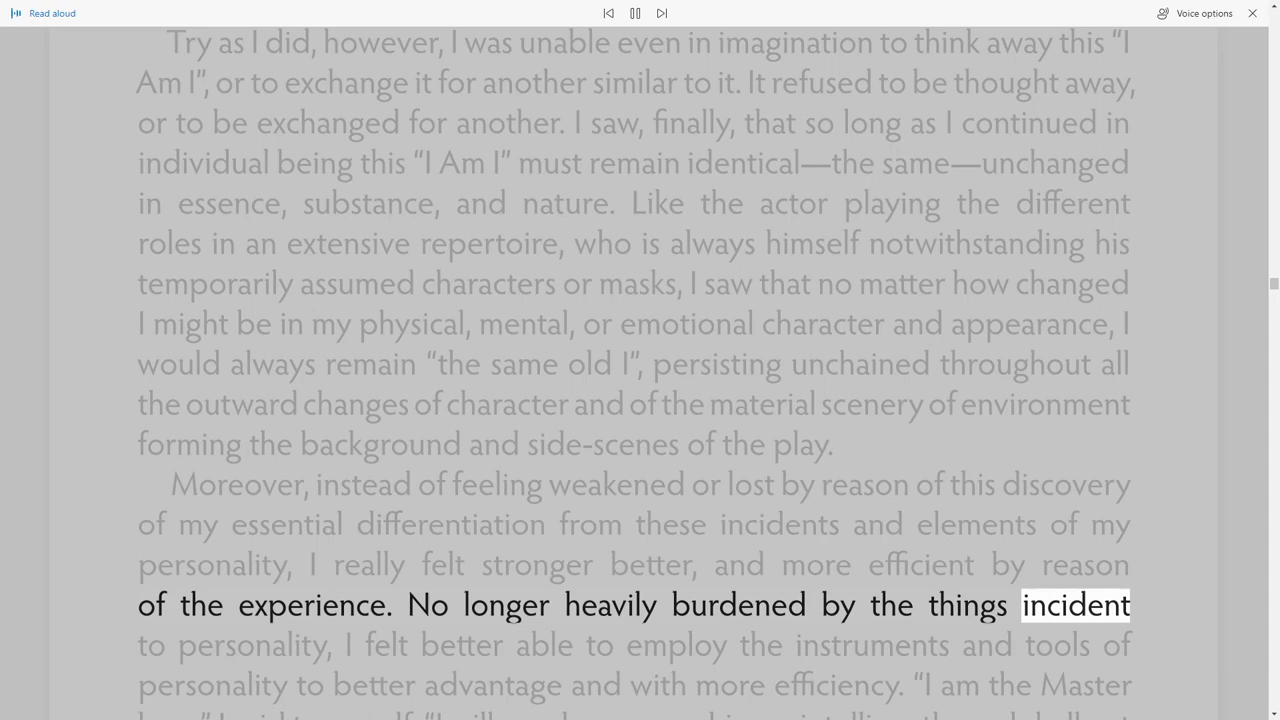 Read aloud
Voice options
Try as I did, however, I was unable even in imagination to think away this “I
Am I”, or to exchange it for another similar to it. It refused to be thought away,
or to be exchanged for another. I saw, finally, that so long as I continued in
individual being this “I Am I” must remain identical—the same—unchanged
in essence, substance, and nature. Like the actor playing the different
roles in an extensive repertoire, who is always himself notwithstanding his
temporarily assumed characters or masks, I saw that no matter how changed
I might be in my physical, mental, or emotional character and appearance, I
would always remain “the same old I”, persisting unchained throughout all
the outward changes of character and of the material scenery of environment
forming the background and side-scenes of the play.
Moreover, instead of feeling weakened or lost by reason of this discovery
of my essential differentiation from these incidents and elements of my
personality, I really felt stronger better, and more efficient by reason
of the experience. No longer heavily burdened by the things incident
to personality, I felt better able to employ the instruments and tools of
personality to better advantage and with more efficiency. “I am the Master